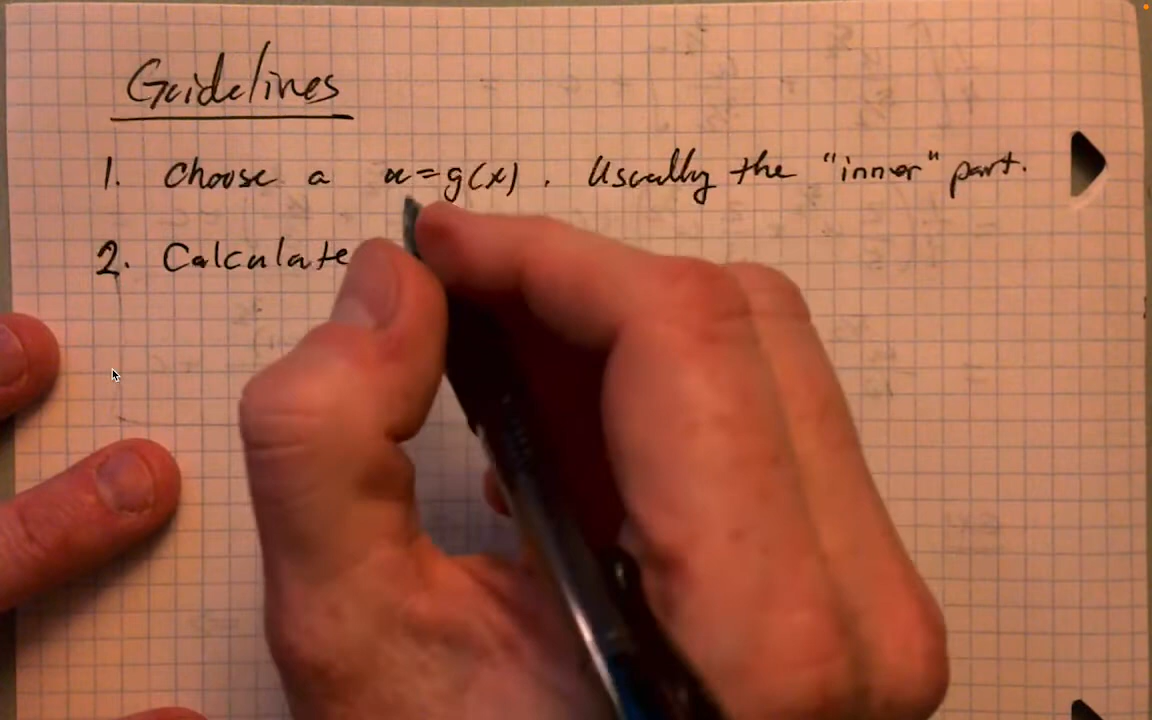 Guidelines
1. Choose a u=g(x). Usually the "inner" part.
2. Calculate